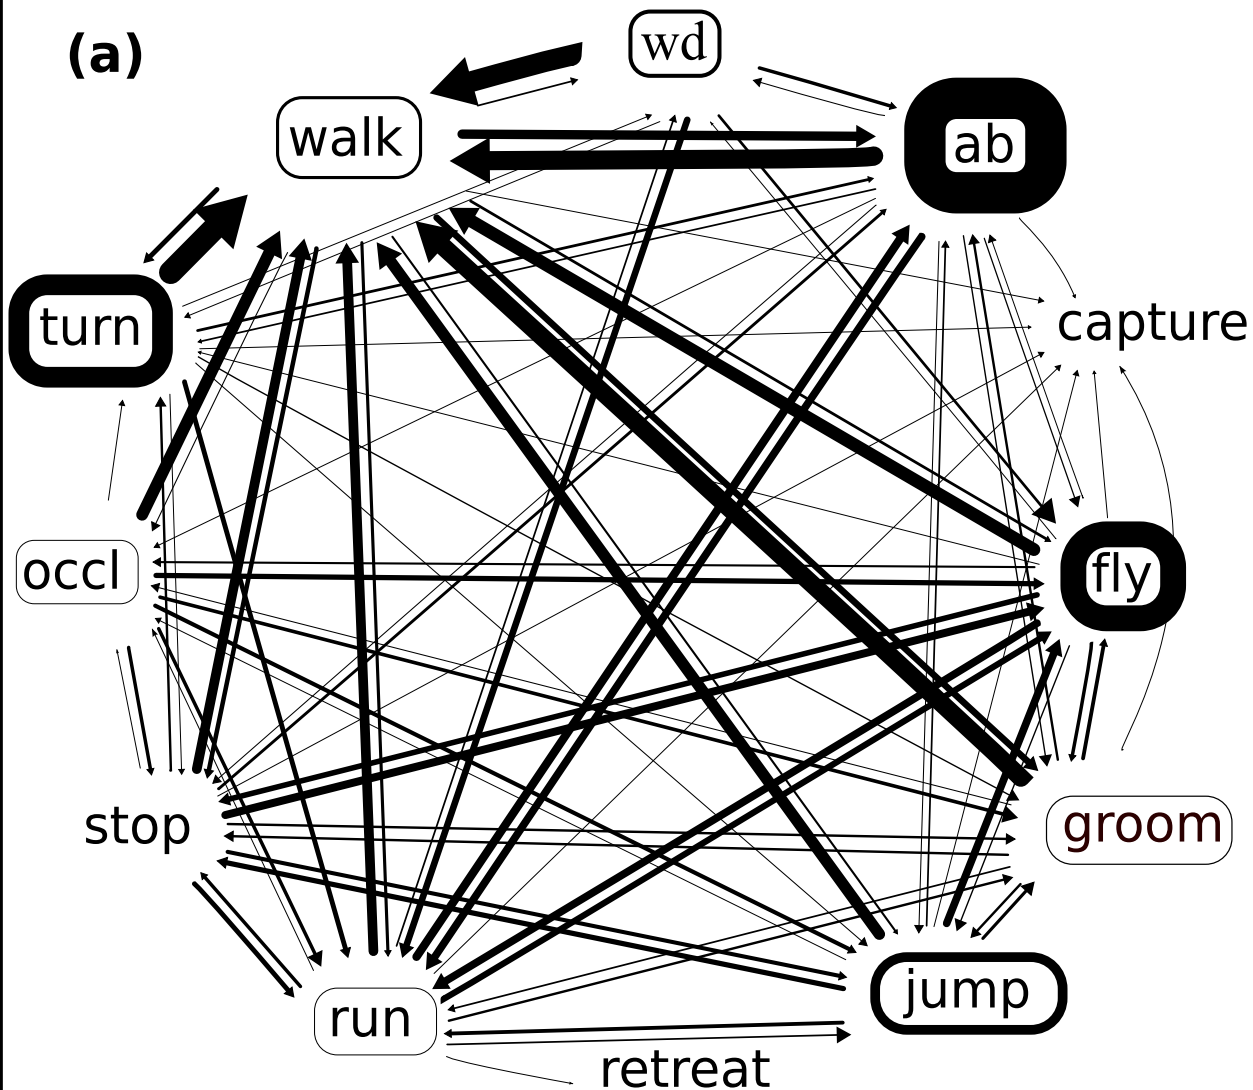 (a)
wd
walk
ab
turn
capture
occl
fly
stop
groom
run
jump
retreat